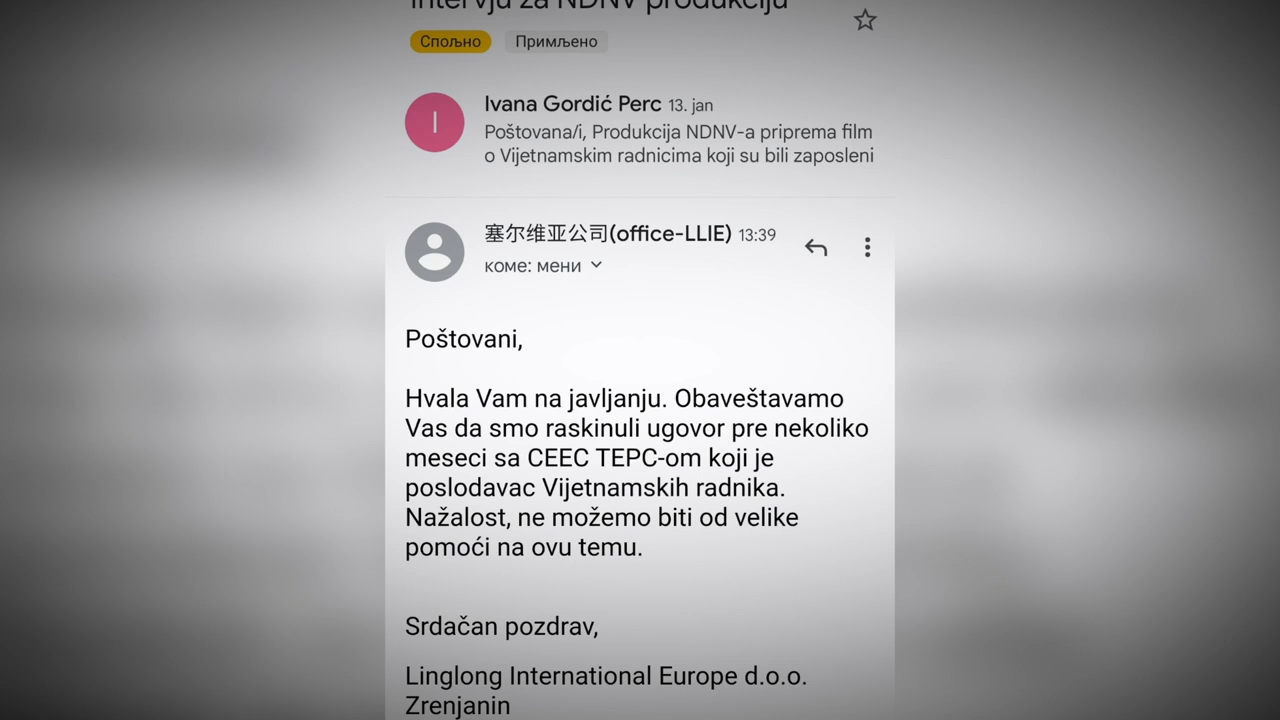 Intervju za NDNV produkciju
Спољно
Примљено
I
Ivana Gordić Perc 13. jan
Poštovana/i, Produkcija NDNV-a priprema film
o Vijetnamskim radnicima koji su bili zaposleni
塞尔维亚公司(office-LLIE) 13:39
коме: мени
Poštovani,
Hvala Vam na javljanju. Obaveštavamo
Vas da smo raskinuli ugovor pre nekoliko
meseci sa CEEC TEPC-om koji je
poslodavac Vijetnamskih radnika.
Nažalost, ne možemo biti od velike
pomoći na ovu temu.
Srdačan pozdrav,
Linglong International Europe d.o.o.
Zrenjanin